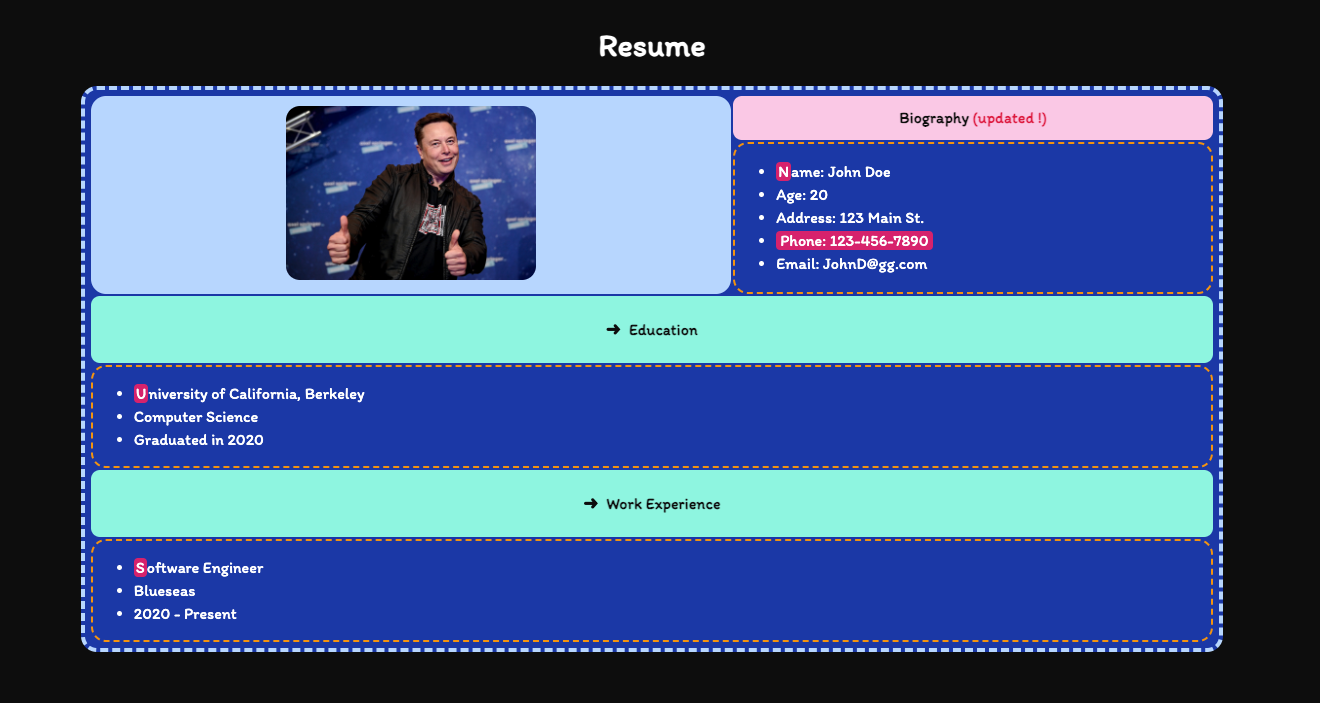 Resume
Biography (updated !)
Name: John Doe
Age: 20
Address: 123 Main St.
Phone: 123-456-7890
Email: JohnD@gg.com
➜ Education
University of California, Berkeley
Computer Science
Graduated in 2020
➜ Work Experience
Software Engineer
Blueseas
2020 - Present